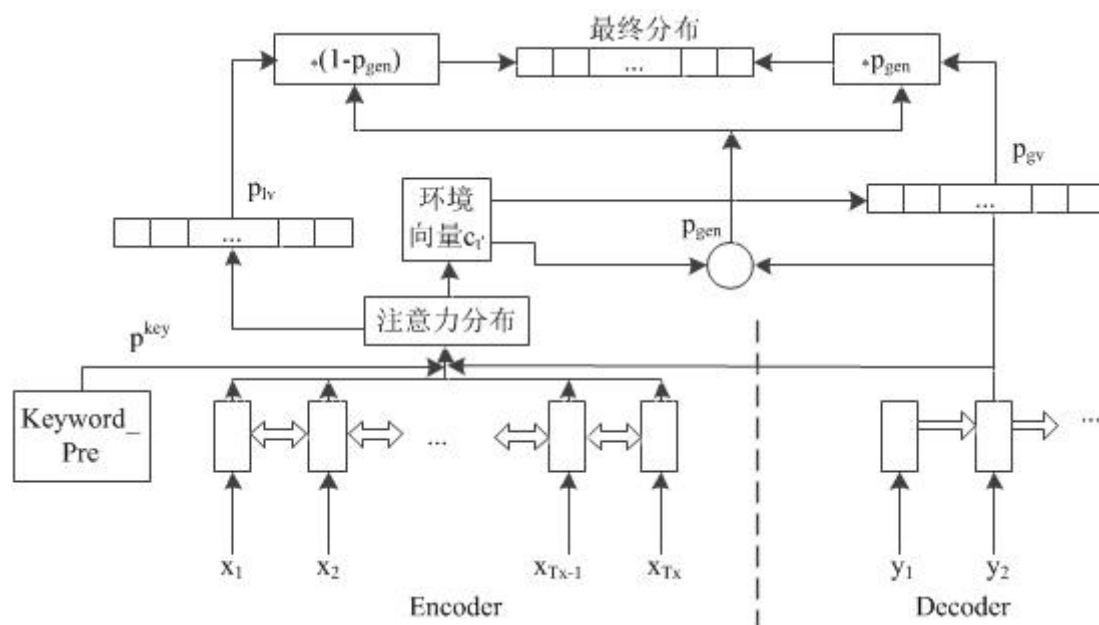 最终分布
*(1-pgen)
...
*pgen
plv
pgv
...
环境
向量ci'
...
pgen
注意力分布
pkey
Keyword_
Pre
...
...
x1
x2
xTx-1
xTx
y1
y2
Encoder
Decoder